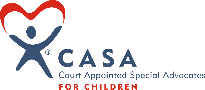 ® CASA
Court Appointed Special Advocates
FOR CHILDREN